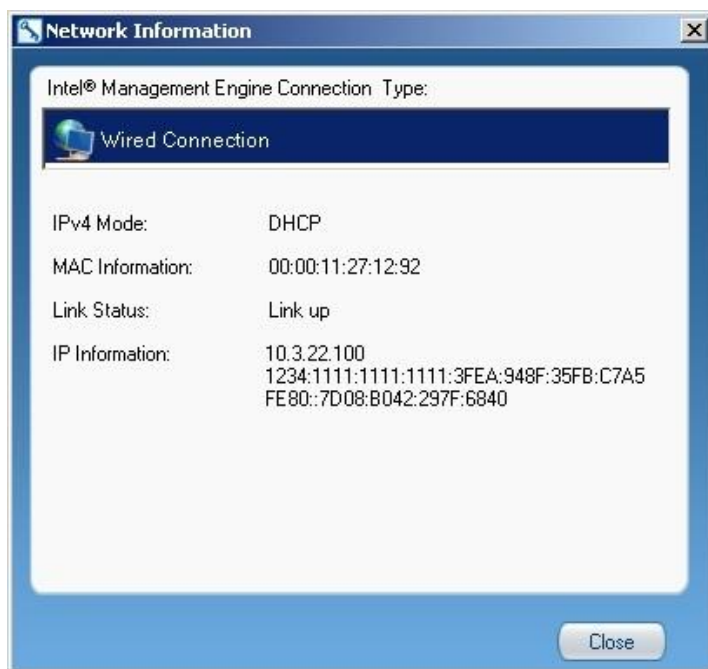 Network Information
Intel® Management Engine Connection Type:
Wired Connection
IPv4 Mode: DHCP
MAC Information: 00:00:11:27:12:92
Link Status: Link up
IP Information: 10.3.22.100
1234:1111:1111:1111:3FEA:948F:35FB:C7A5
FE80::7D08:B042:297F:6840
Close